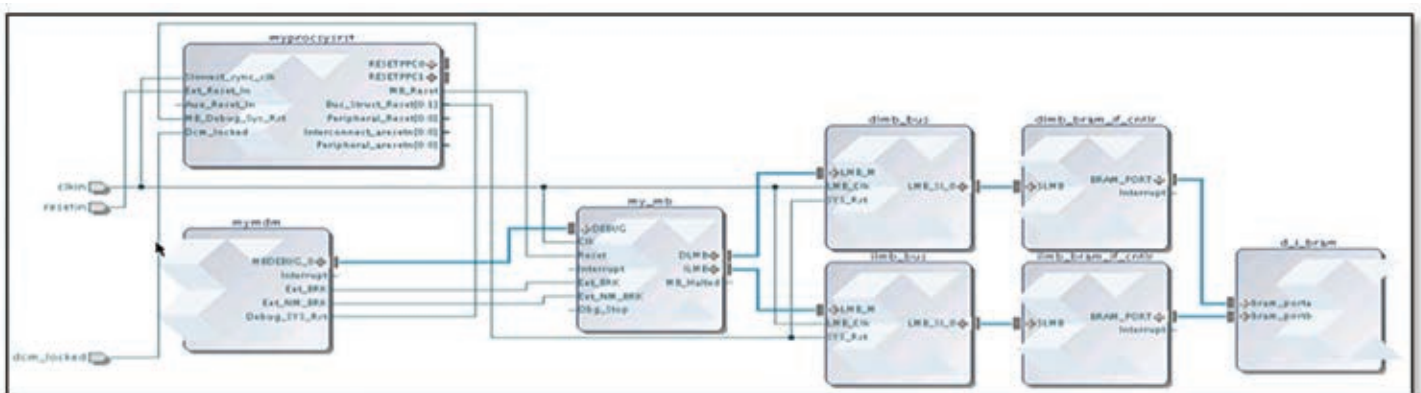 myprocsysrst
Slowest_sync_clk
Ext_Reset_In
Aux_Reset_In
MB_Debug_Sys_Rst
Dcm_locked
RESETPPC0
RESETPPC1
MB_Reset
Bus_Struct_Reset[0:1]
Peripheral_Reset[0:0]
Interconnect_aresetn[0:0]
Peripheral_aresetn[0:0]
clkin
resetin
dcm_locked
mymdm
MBDEBUG_0
Interrupt
Ext_BRK
Ext_NM_BRK
Debug_SYS_Rst
my_mb
DEBUG
Clk
Reset
Interrupt
Ext_BRK
Ext_NM_BRK
Dbg_Stop
DLMB
ILMB
MB_Halted
dlmb_bus
LMB_M
LMB_Clk
SYS_Rst
LMB_Sl_0
dlmb_bram_if_cntlr
SLMB
BRAM_PORT
Interrupt
ilmb_bus
LMB_M
LMB_Clk
SYS_Rst
LMB_Sl_0
ilmb_bram_if_cntlr
SLMB
BRAM_PORT
Interrupt
d_i_bram
bram_porta
bram_portb